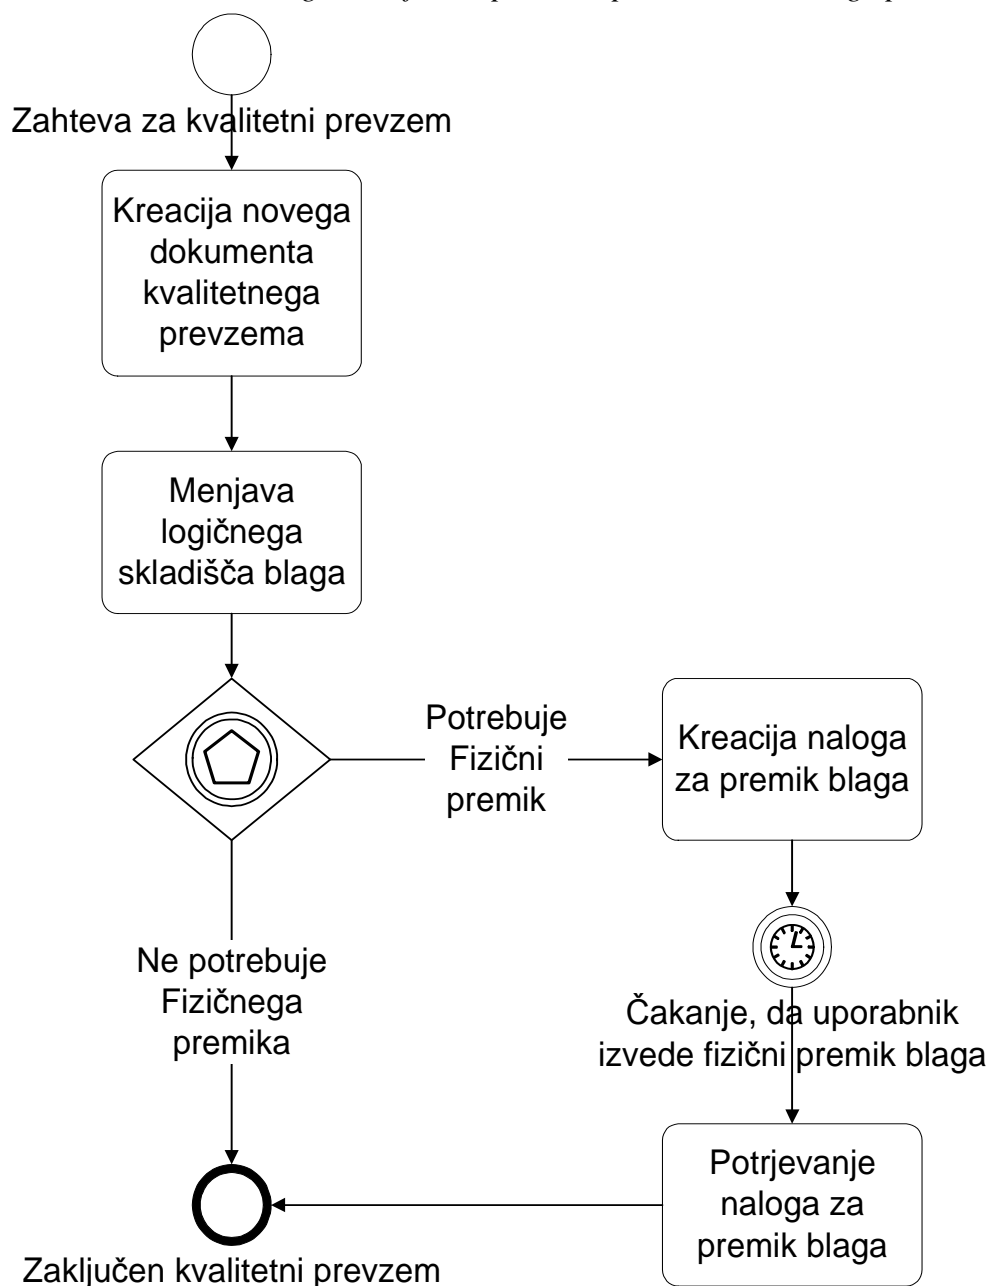 Zahteva za kvalitetni prevzem
Kreacija novega
dokumenta
kvalitetnega
prevzema
Menjava
logičnega
skladišča blaga
Potrebuje
Fizični
premik
Kreacija naloga
za premik blaga
Ne potrebuje
Fizičnega
premika
Čakanje, da uporabnik
izvede fizični premik blaga
Potrjevanje
naloga za
premik blaga
Zaključen kvalitetni prevzem